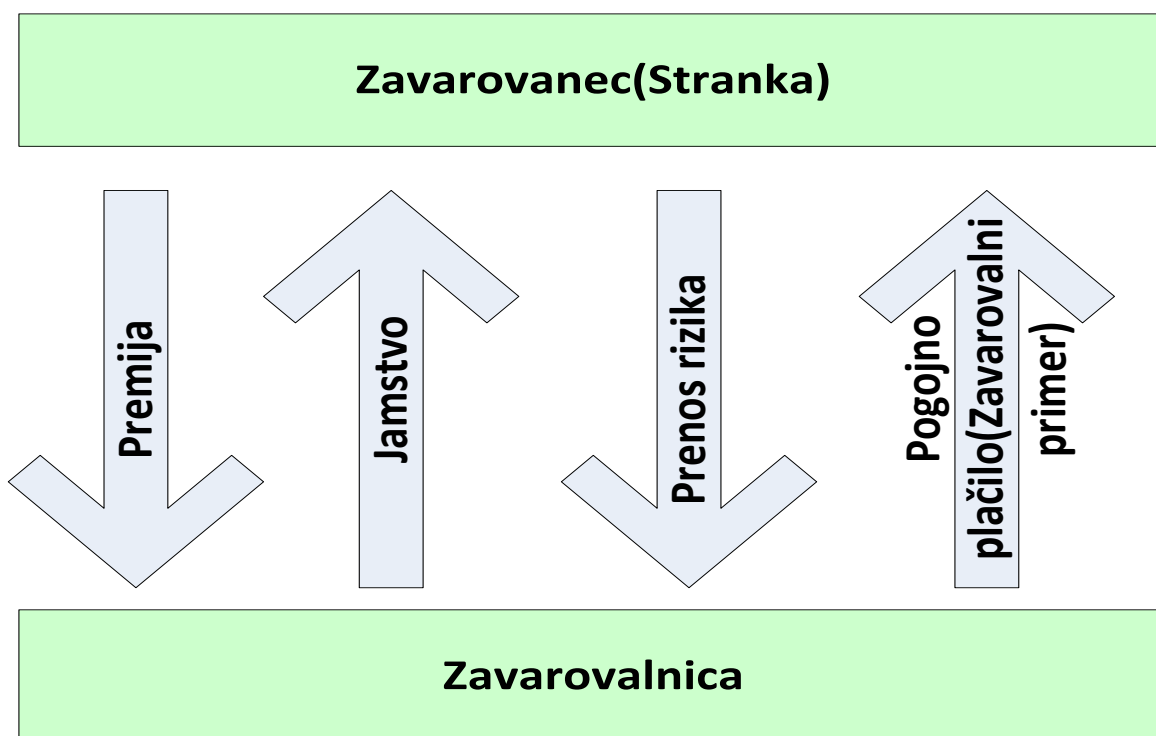 Zavarovanec(Stranka)
Premija
Jamstvo
Prenos rizika
Pogojno
plačilo(Zavarovalni
primer)
Zavarovalnica